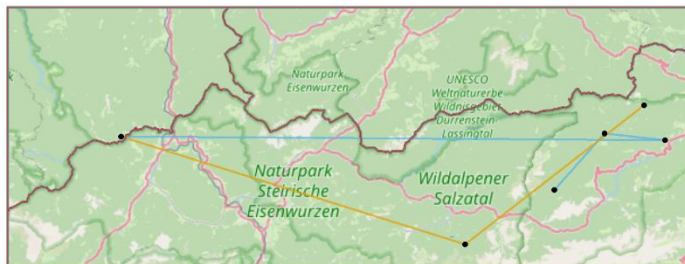 Naturpark
Eisenwurzen
UNESCO
Weltnaturerbe
Wildnisgebiet
Dürrenstein
Lassingtal
Naturpark
Steirische
Eisenwurzen
Wildalpener
Salzatal